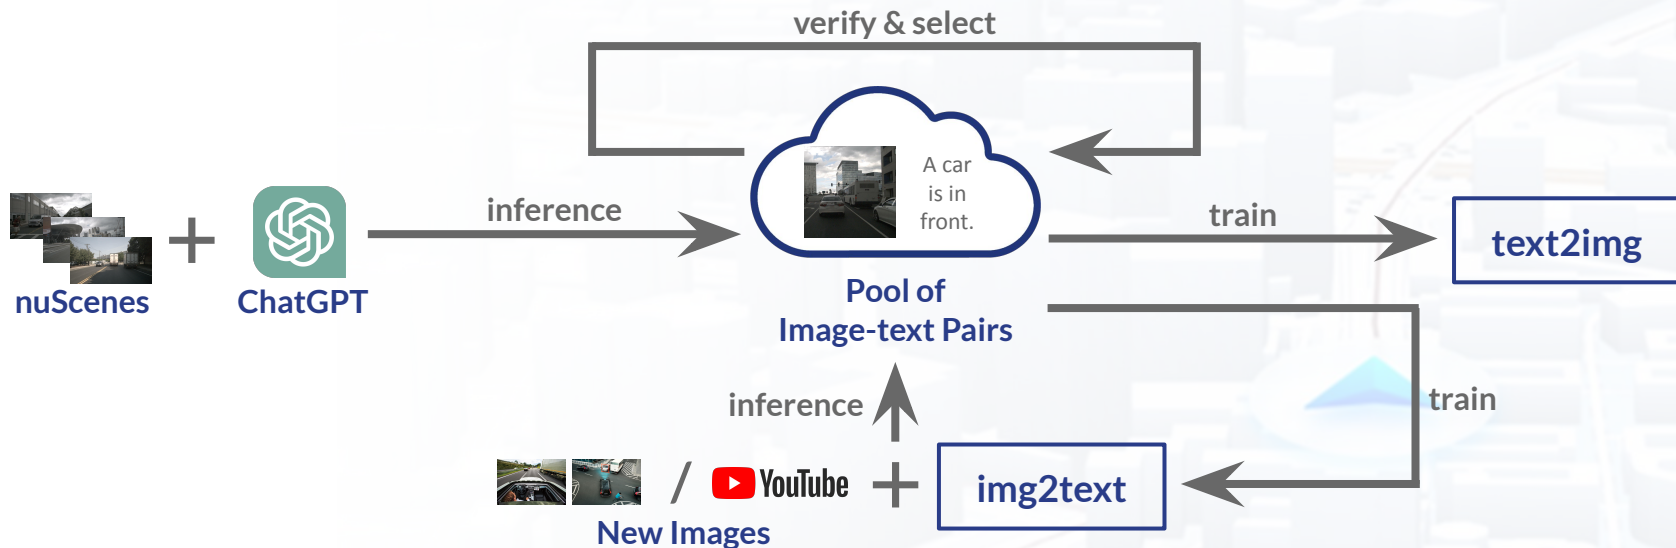 verify & select
A car
is in
front.
inference
train
text2img
+
nuScenes
ChatGPT
Pool of
Image-text Pairs
inference
train
/
YouTube
+
img2text
New Images